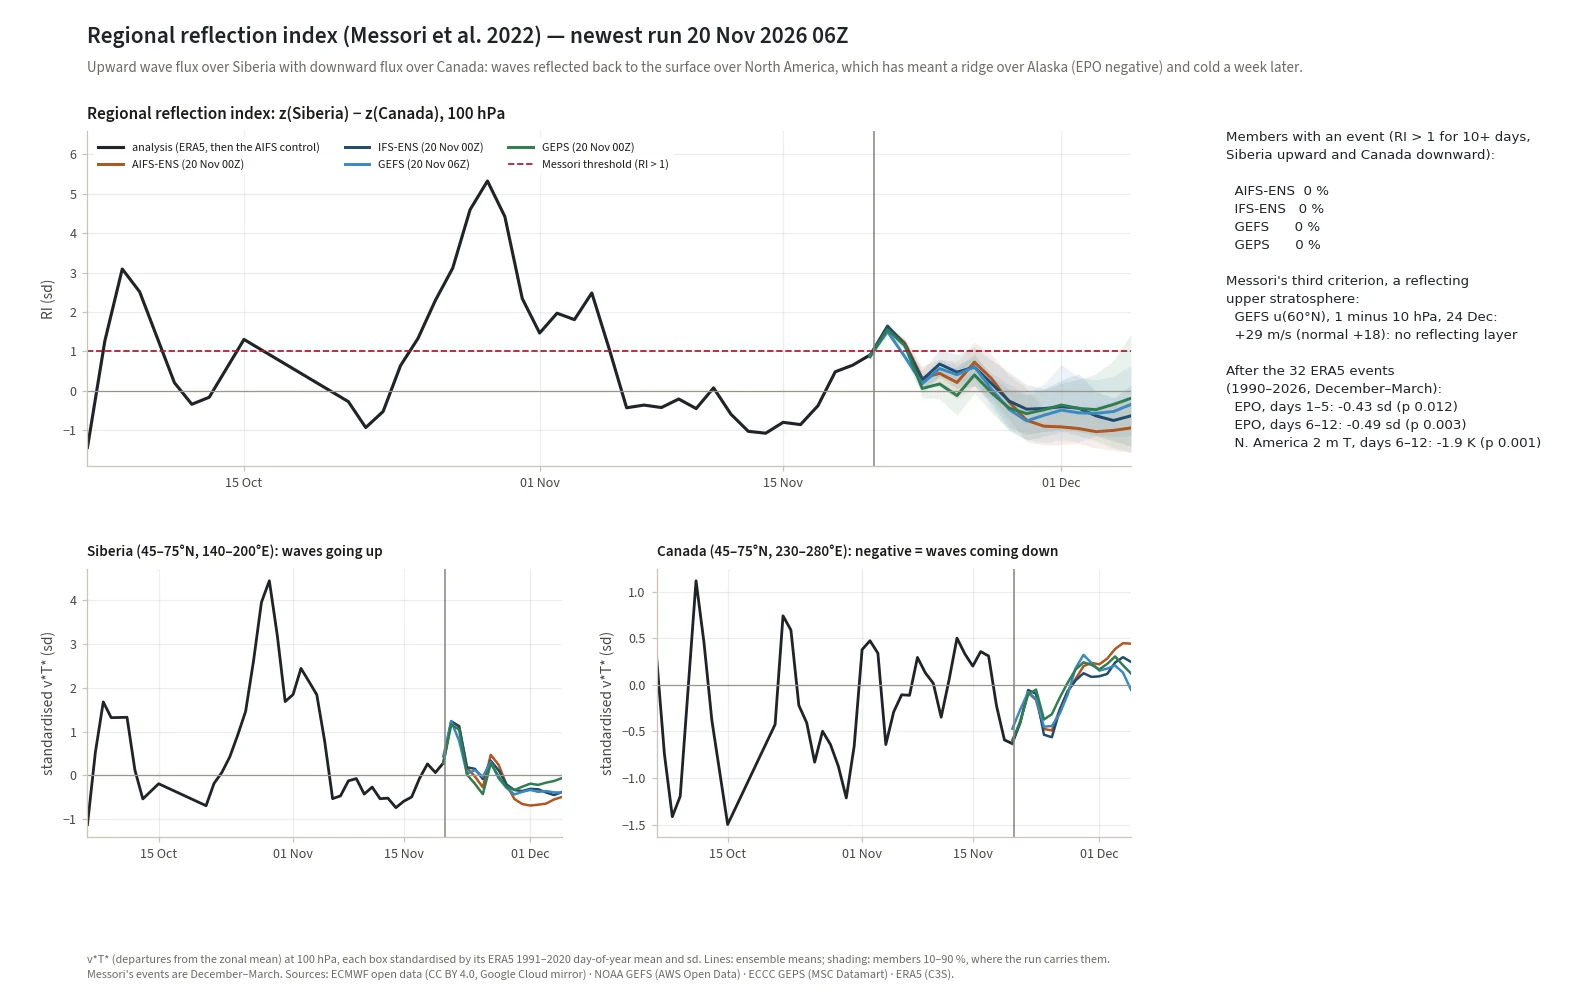 Regional reflection index (Messori et al. 2022) — newest run 20 Nov 2026 06Z
Upward wave flux over Siberia with downward flux over Canada: waves reflected back to the surface over North America, which has meant a ridge over Alaska (EPO negative) and cold a week later.
Regional reflection index: z(Siberia) − z(Canada), 100 hPa
analysis (ERA5, then the AIFS control)
AIFS-ENS (20 Nov 00Z)
IFS-ENS (20 Nov 00Z)
GEFS (20 Nov 06Z)
GEPS (20 Nov 00Z)
Messori threshold (RI > 1)
RI (sd)
6
5
4
3
2
1
0
−1
15 Oct
01 Nov
15 Nov
01 Dec
Members with an event (RI > 1 for 10+ days,
Siberia upward and Canada downward):
AIFS-ENS 0 %
IFS-ENS 0 %
GEFS 0 %
GEPS 0 %
Messori's third criterion, a reflecting
upper stratosphere:
GEFS u(60°N), 1 minus 10 hPa, 24 Dec:
+29 m/s (normal +18): no reflecting layer
After the 32 ERA5 events
(1990–2026, December–March):
EPO, days 1–5: -0.43 sd (p 0.012)
EPO, days 6–12: -0.49 sd (p 0.003)
N. America 2 m T, days 6–12: -1.9 K (p 0.001)
Siberia (45–75°N, 140–200°E): waves going up
standardised v*T* (sd)
4
3
2
1
0
−1
15 Oct
01 Nov
15 Nov
01 Dec
Canada (45–75°N, 230–280°E): negative = waves coming down
standardised v*T* (sd)
1.0
0.5
0.0
−0.5
−1.0
−1.5
15 Oct
01 Nov
15 Nov
01 Dec
v*T* (departures from the zonal mean) at 100 hPa, each box standardised by its ERA5 1991–2020 day-of-year mean and sd. Lines: ensemble means; shading: members 10–90 %, where the run carries them.
Messori's events are December–March. Sources: ECMWF open data (CC BY 4.0, Google Cloud mirror) · NOAA GEFS (AWS Open Data) · ECCC GEPS (MSC Datamart) · ERA5 (C3S).